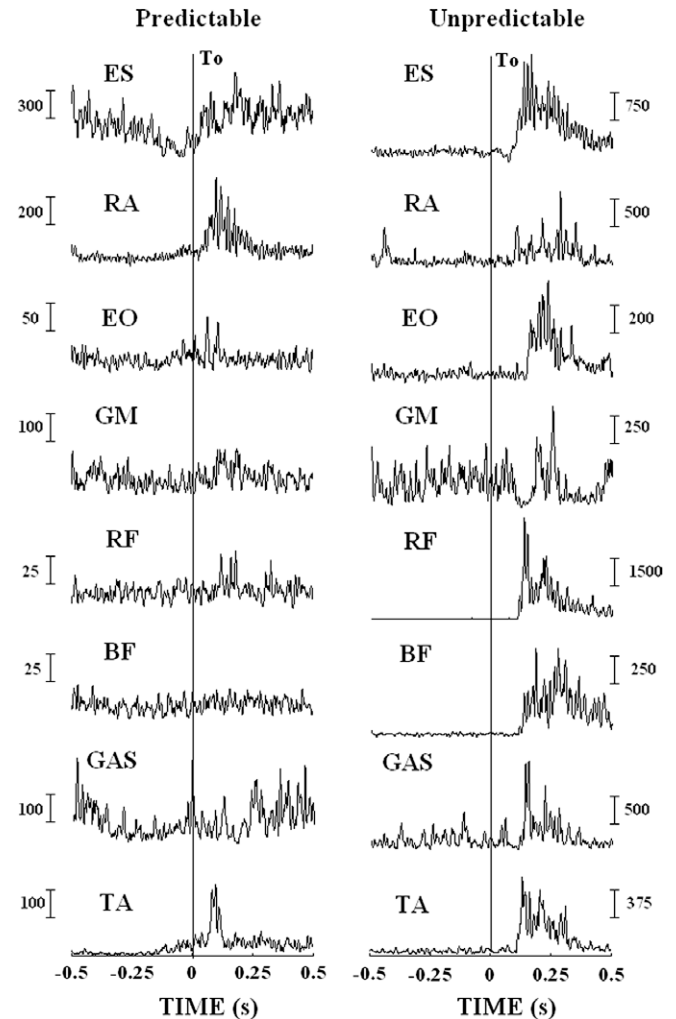 Predictable
Unpredictable
To
To
ES
300
ES
750
RA
200
RA
500
EO
50
EO
200
GM
100
GM
250
RF
25
RF
1500
BF
25
BF
250
GAS
100
GAS
500
TA
100
TA
375
-0.5 -0.25 0 0.25 0.5
-0.5 -0.25 0 0.25 0.5
TIME (s)
TIME (s)